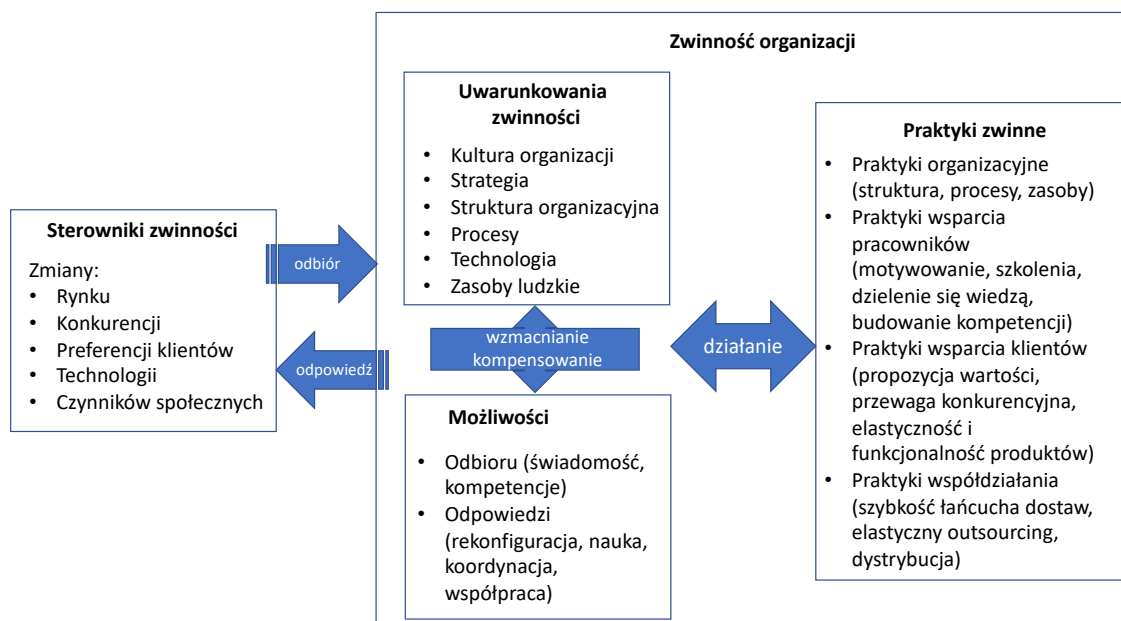 Zwinność organizacji
Sterowniki zwinności
Zmiany:
• Rynku
• Konkurencji
• Preferencji klientów
• Technologii
• Czynników społecznych
odbiór
odpowiedź
Uwarunkowania
zwinności
• Kultura organizacji
• Strategia
• Struktura organizacyjna
• Procesy
• Technologia
• Zasoby ludzkie
wzmacnianie
kompensowanie
Możliwości
• Odbioru (świadomość,
kompetencje)
• Odpowiedzi
(rekonfiguracja, nauka,
koordynacja,
współpraca)
działanie
Praktyki zwinne
• Praktyki organizacyjne
(struktura, procesy, zasoby)
• Praktyki wsparcia
pracowników
(motywowanie, szkolenia,
dzielenie się wiedzą,
budowanie kompetencji)
• Praktyki wsparcia klientów
(propozycja wartości,
przewaga konkurencyjna,
elastyczność i
funkcjonalność produktów)
• Praktyki współdziałania
(szybkość łańcucha dostaw,
elastyczny outsourcing,
dystrybucja)